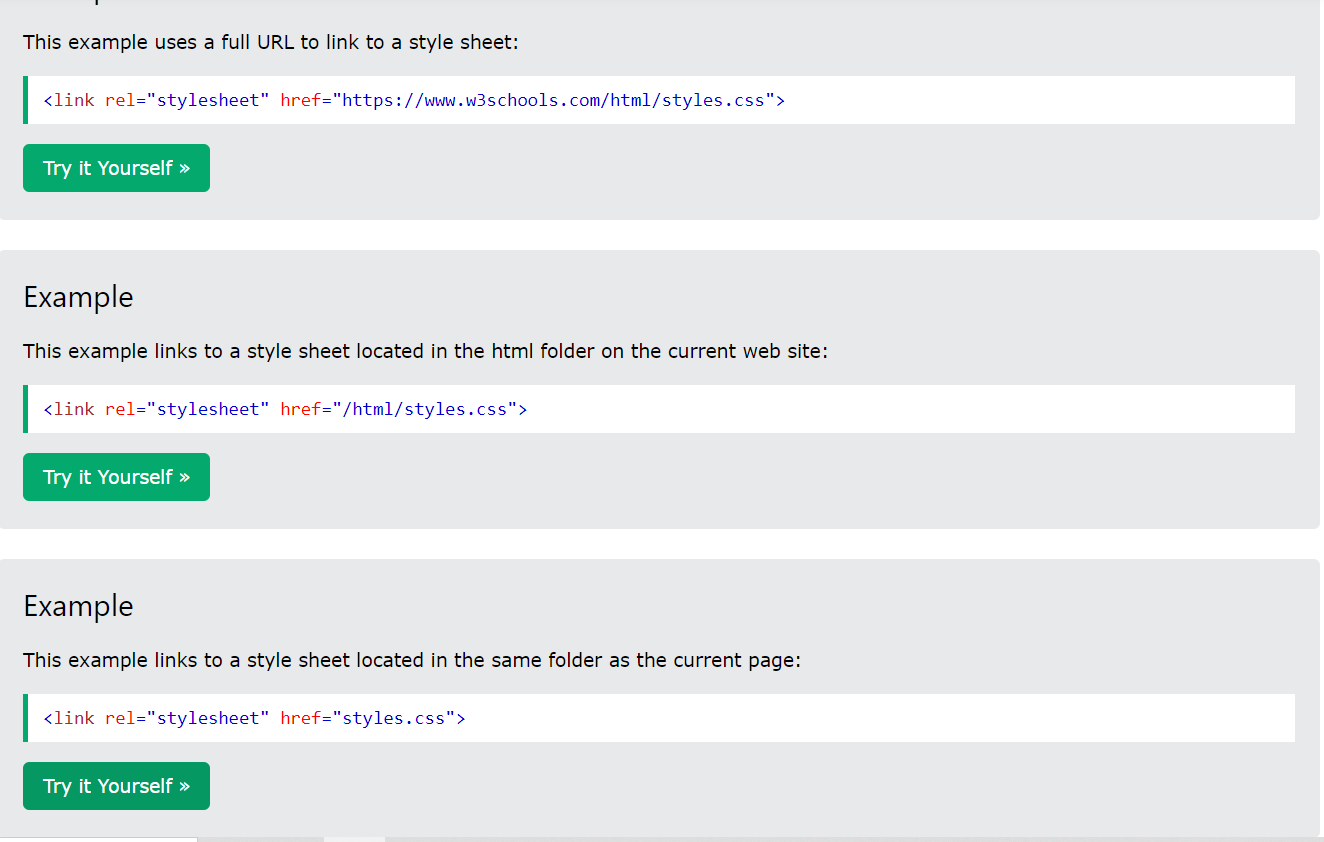 This example uses a full URL to link to a style sheet:
<link rel="stylesheet" href="https://www.w3schools.com/html/styles.css">
Try it Yourself »
Example
This example links to a style sheet located in the html folder on the current web site:
<link rel="stylesheet" href="/html/styles.css">
Try it Yourself »
Example
This example links to a style sheet located in the same folder as the current page:
<link rel="stylesheet" href="styles.css">
Try it Yourself »